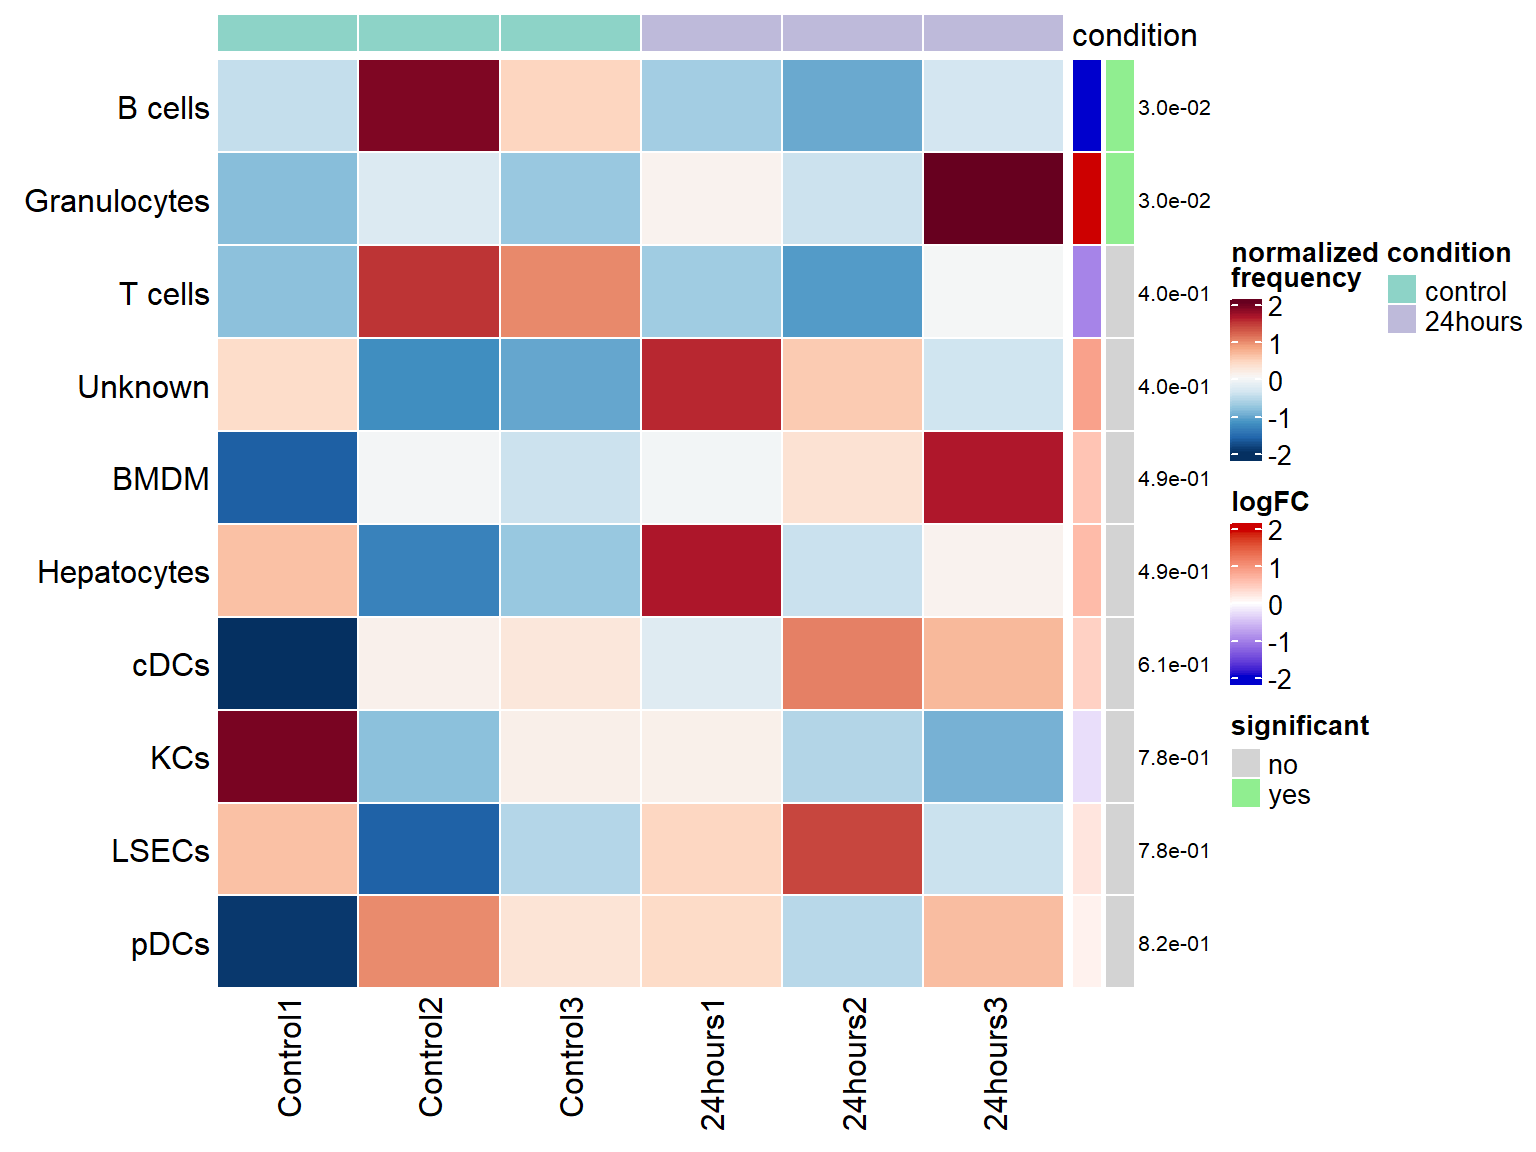 condition
B cells
3.0e-02
Granulocytes
3.0e-02
T cells
4.0e-01
Unknown
4.0e-01
BMDM
4.9e-01
Hepatocytes
4.9e-01
cDCs
6.1e-01
KCs
7.8e-01
LSECs
7.8e-01
pDCs
8.2e-01
Control1
Control2
Control3
24hours1
24hours2
24hours3
normalized
frequency
2
1
0
-1
-2
logFC
2
1
0
-1
-2
significant
no
yes
condition
control
24hours